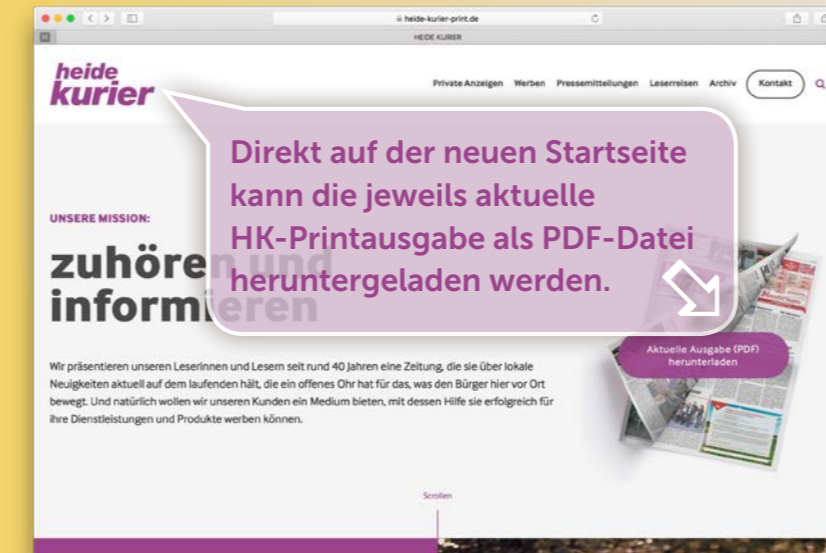 heide-kurier-print.de
HEIDE KURIER
heide
kurier
Private Anzeigen Werben Pressemitteilungen Leserreisen Archiv Kontakt
Direkt auf der neuen Startseite
kann die jeweils aktuelle
HK-Printausgabe als PDF-Datei
heruntergeladen werden.
UNSERE MISSION:
zuhören und
informieren
Aktuelle Ausgabe (PDF)
herunterladen
Wir präsentieren unseren Leserinnen und Lesern seit rund 40 Jahren eine Zeitung, die sie über lokale
Neuigkeiten aktuell auf dem laufenden hält, die ein offenes Ohr hat für das, was den Bürger hier vor Ort
bewegt. Und natürlich wollen wir unseren Kunden ein Medium bieten, mit dessen Hilfe sie erfolgreich für
ihre Dienstleistungen und Produkte werben können.
Scrollen